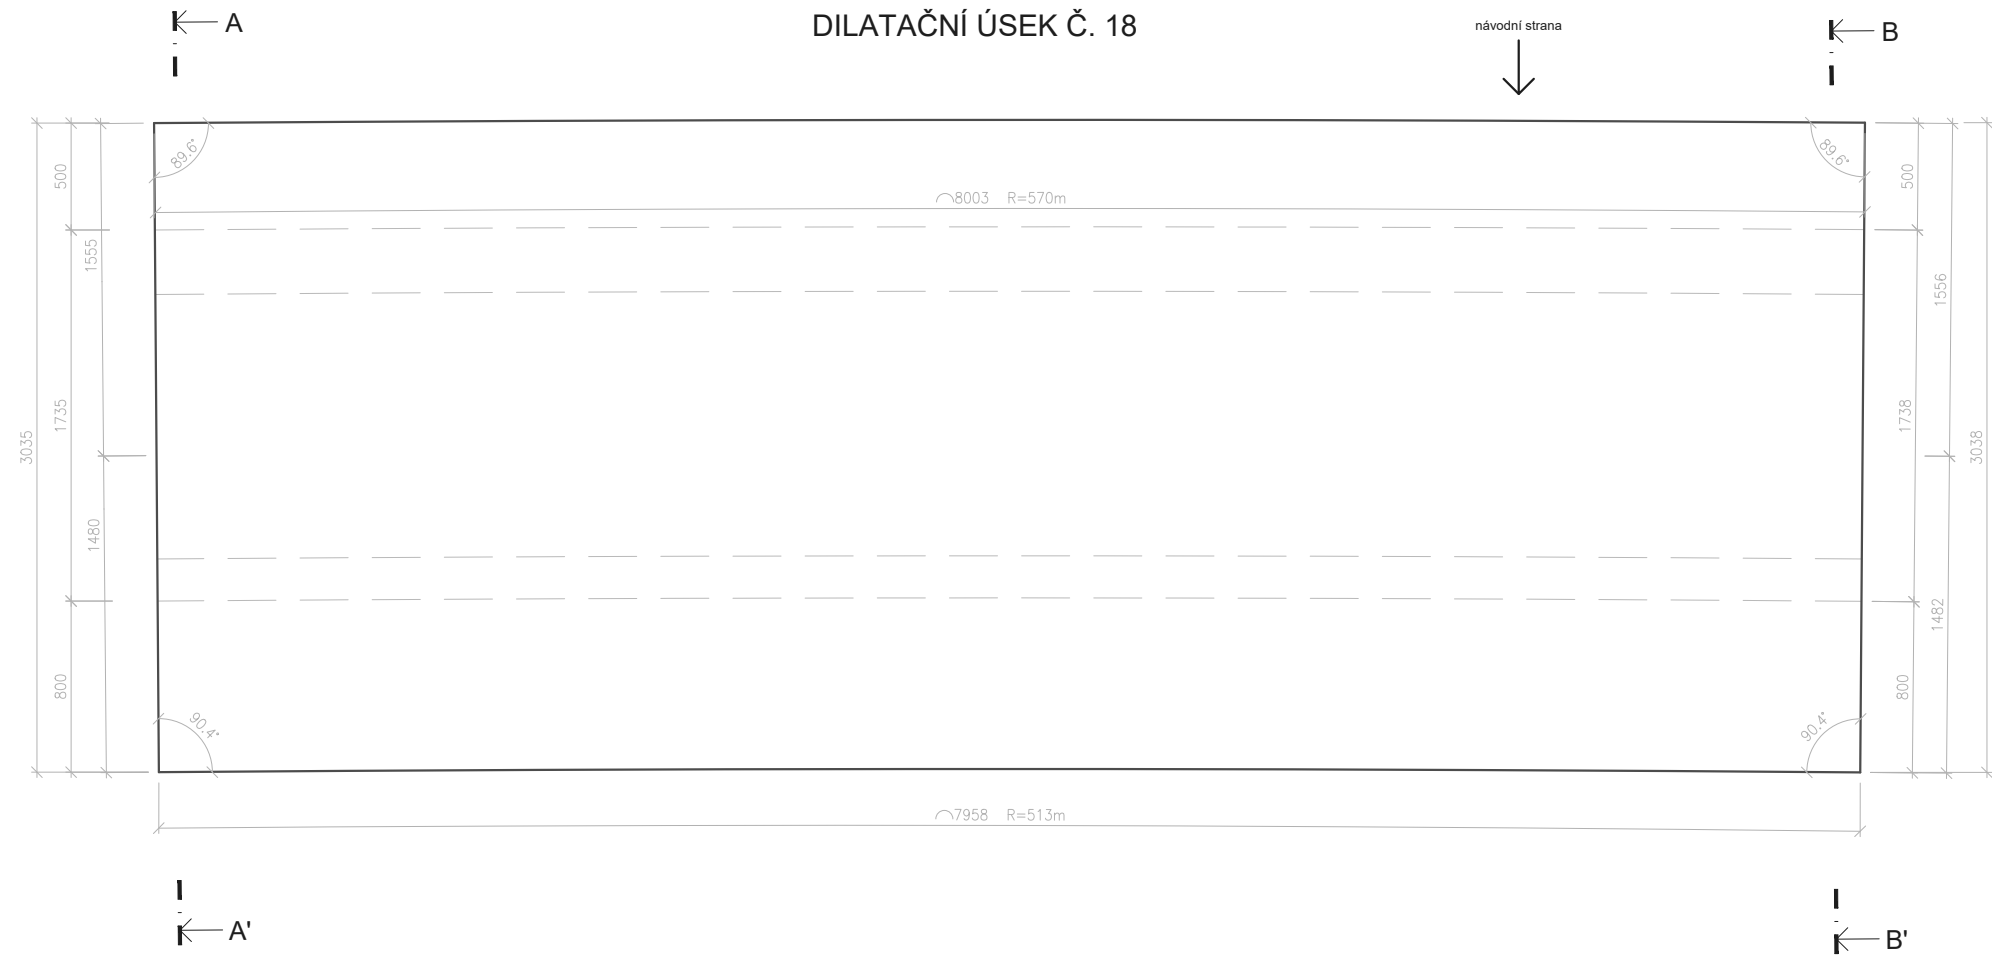 A
DILATAČNÍ ÚSEK Č. 18
návodní strana
B
89.6°
89.6°
500
500
8003 R=570m
1555
1556
1735
1738
3035
3038
1480
1482
800
800
90.4°
90.4°
7958 R=513m
A'
B'